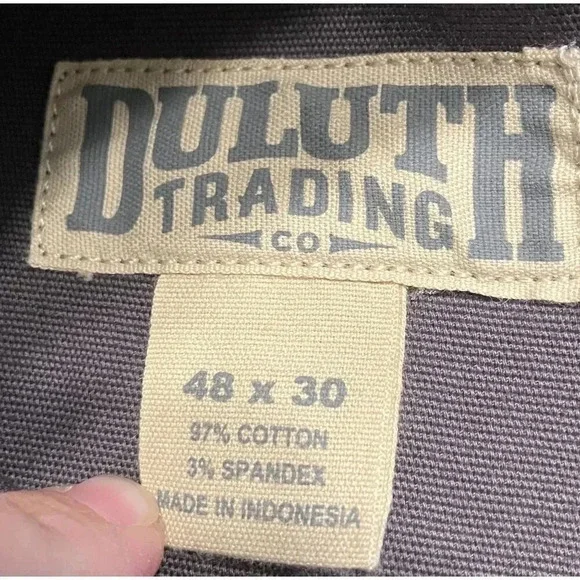 DULUTH
TRADING
CO
48 x 30
97% COTTON
3% SPANDEX
MADE IN INDONESIA